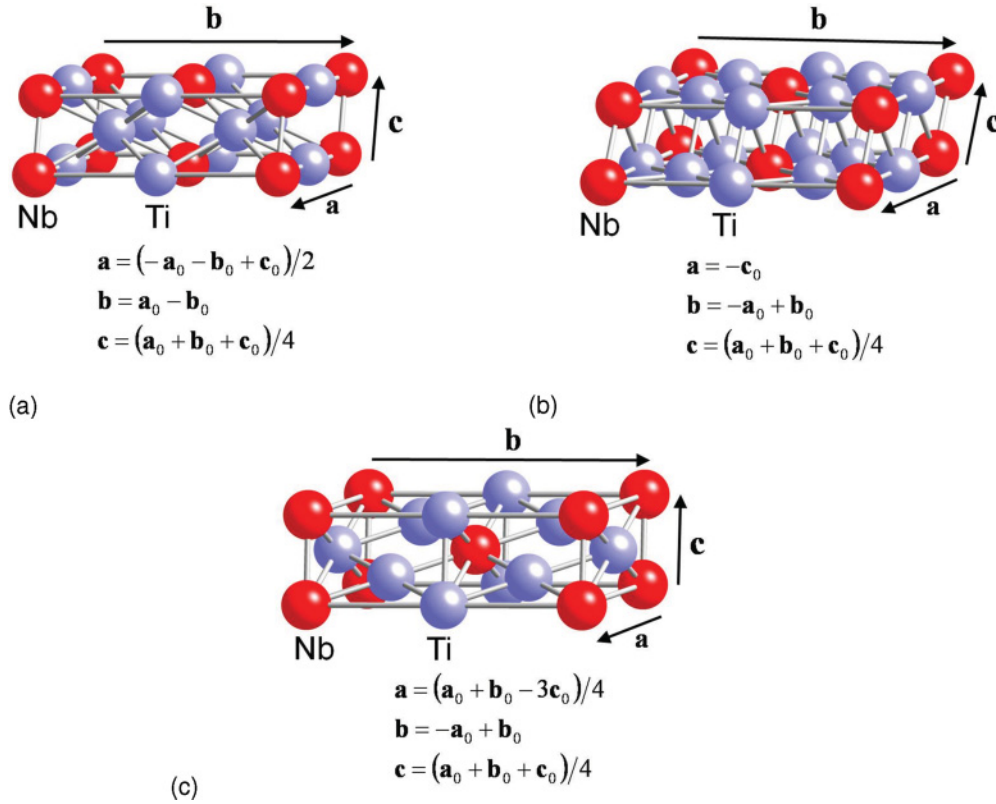 b
c
a
Nb Ti
a = (-a₀ - b₀ + c₀)/2
b = a₀ - b₀
c = (a₀ + b₀ + c₀)/4
(a)
b
c
a
Nb Ti
a = -c₀
b = -a₀ + b₀
c = (a₀ + b₀ + c₀)/4
(b)
b
c
a
Nb Ti
a = (a₀ + b₀ - 3c₀)/4
b = -a₀ + b₀
c = (a₀ + b₀ + c₀)/4
(c)